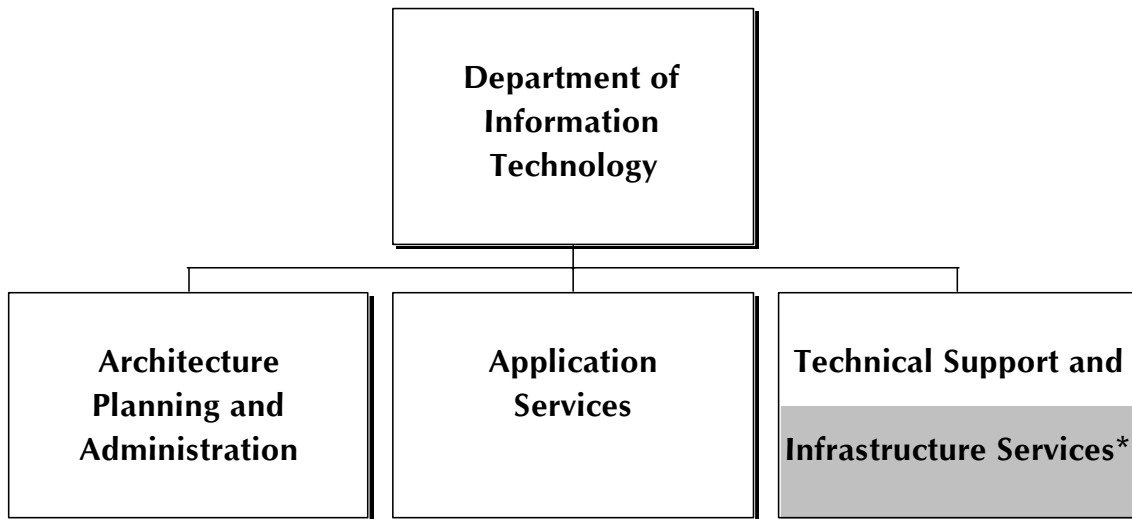 Department of
Information
Technology
Architecture
Planning and
Administration
Application
Services
Technical Support and
Infrastructure Services*